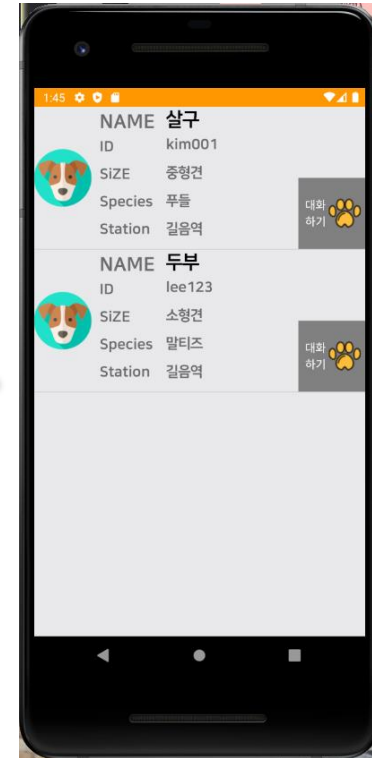 1:45
NAME 살구
ID kim001
SiZE 중형견
Species 푸들
Station 길음역
대화
하기
NAME 두부
ID lee123
SiZE 소형견
Species 말티즈
Station 길음역
대화
하기